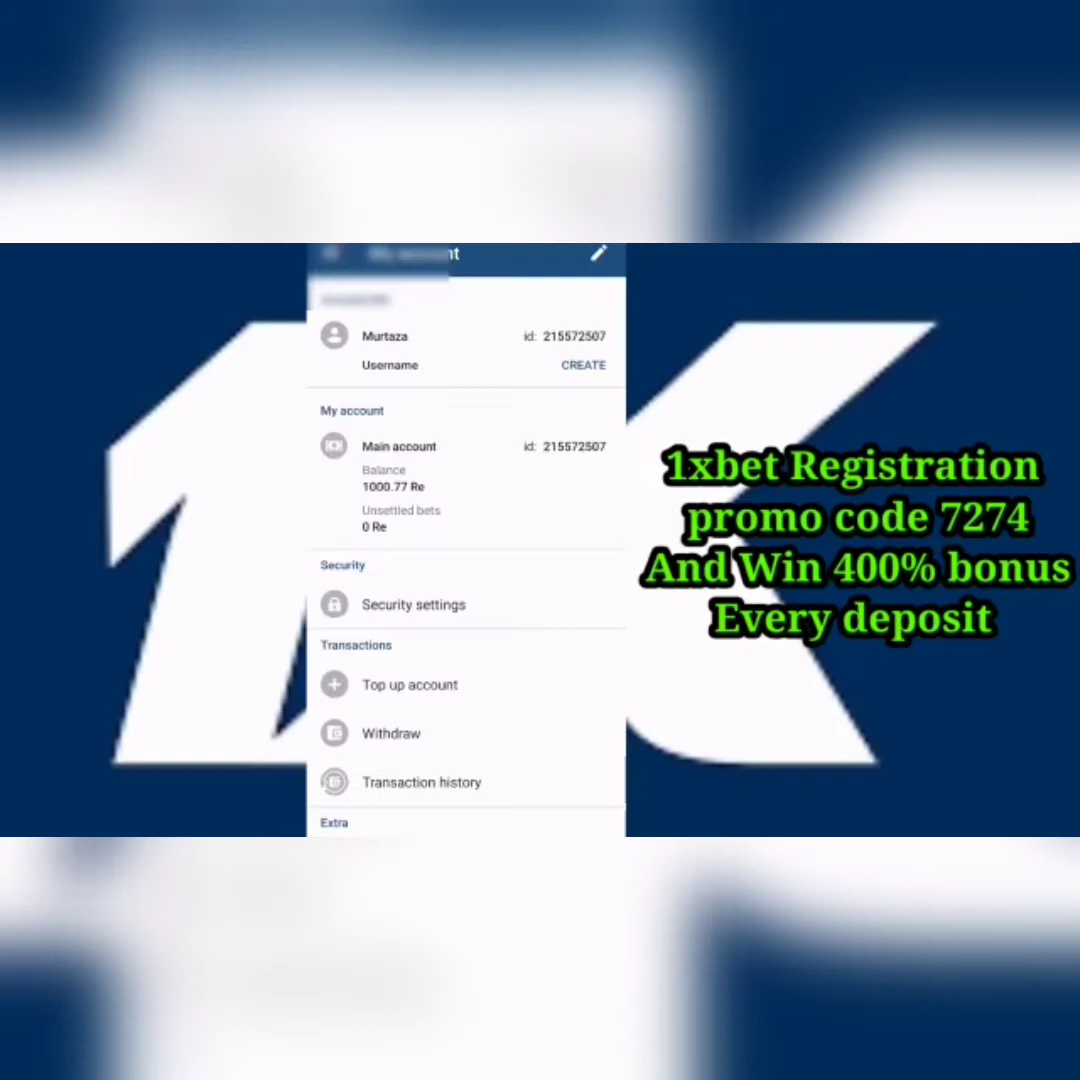 My account
Murtaza id: 215572507
Username CREATE
My account
Main account id: 215572507
Balance
1000.77 Re
Unsettled bets
0 Re
Security
Security settings
Transactions
Top up account
Withdraw
Transaction history
Extra
1xbet Registration
promo code 7274
And Win 400% bonus
Every deposit